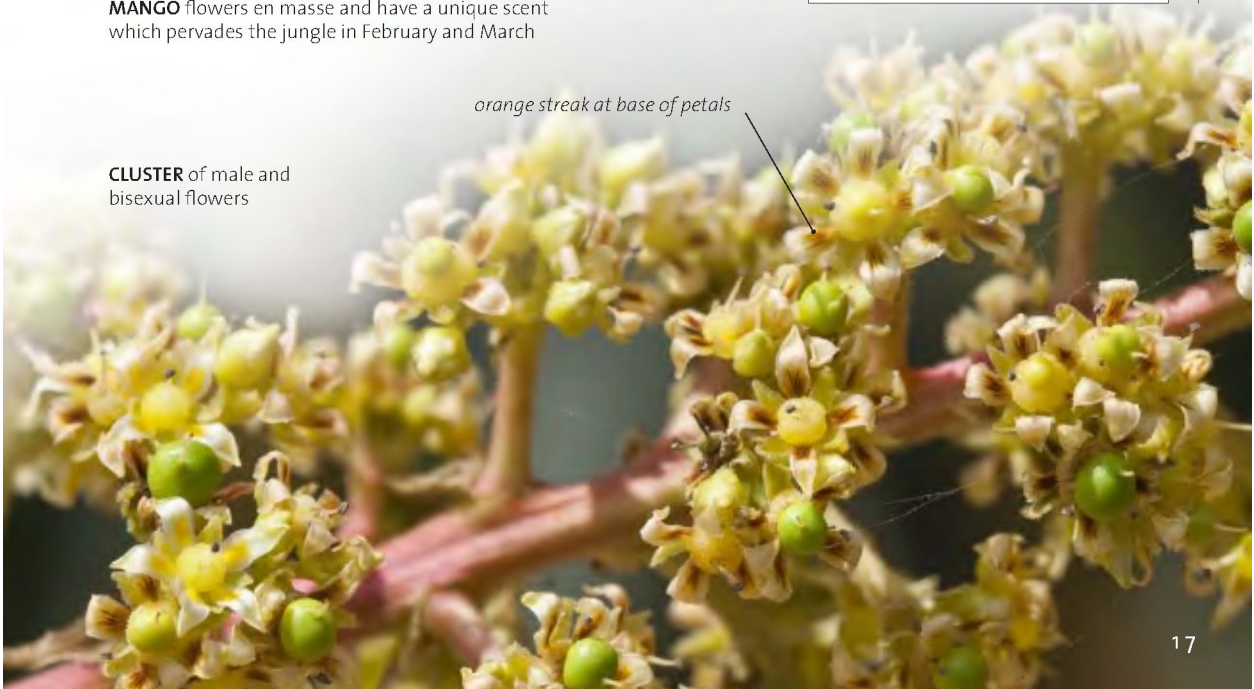 MANGO flowers en masse and have a unique scent
which pervades the jungle in February and March
orange streak at base of petals
CLUSTER of male and
bisexual flowers
17